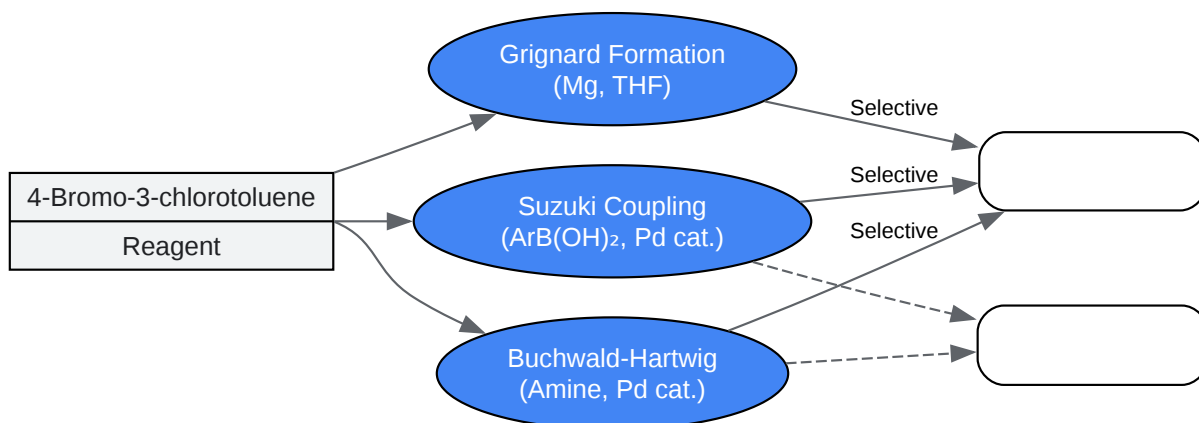 Grignard Formation
(Mg, THF)
Selective
4-Bromo-3-chlorotoluene
Reagent
Suzuki Coupling
(ArB(OH)₂, Pd cat.)
Selective
Selective
Buchwald-Hartwig
(Amine, Pd cat.)